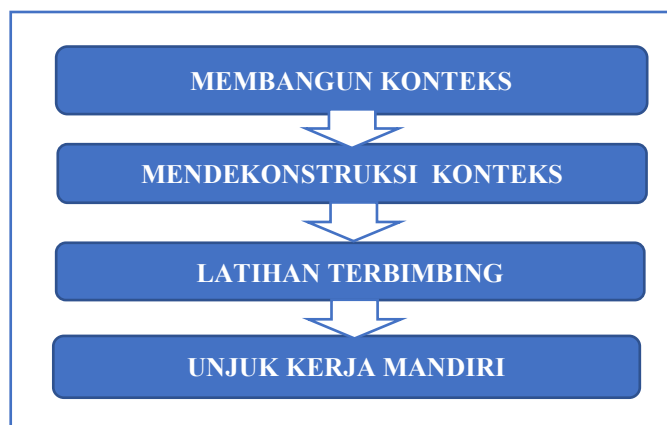 MEMBANGUN KONTEKS
MENDEKONSTRUKSI KONTEKS
LATIHAN TERBIMBING
UNJUK KERJA MANDIRI